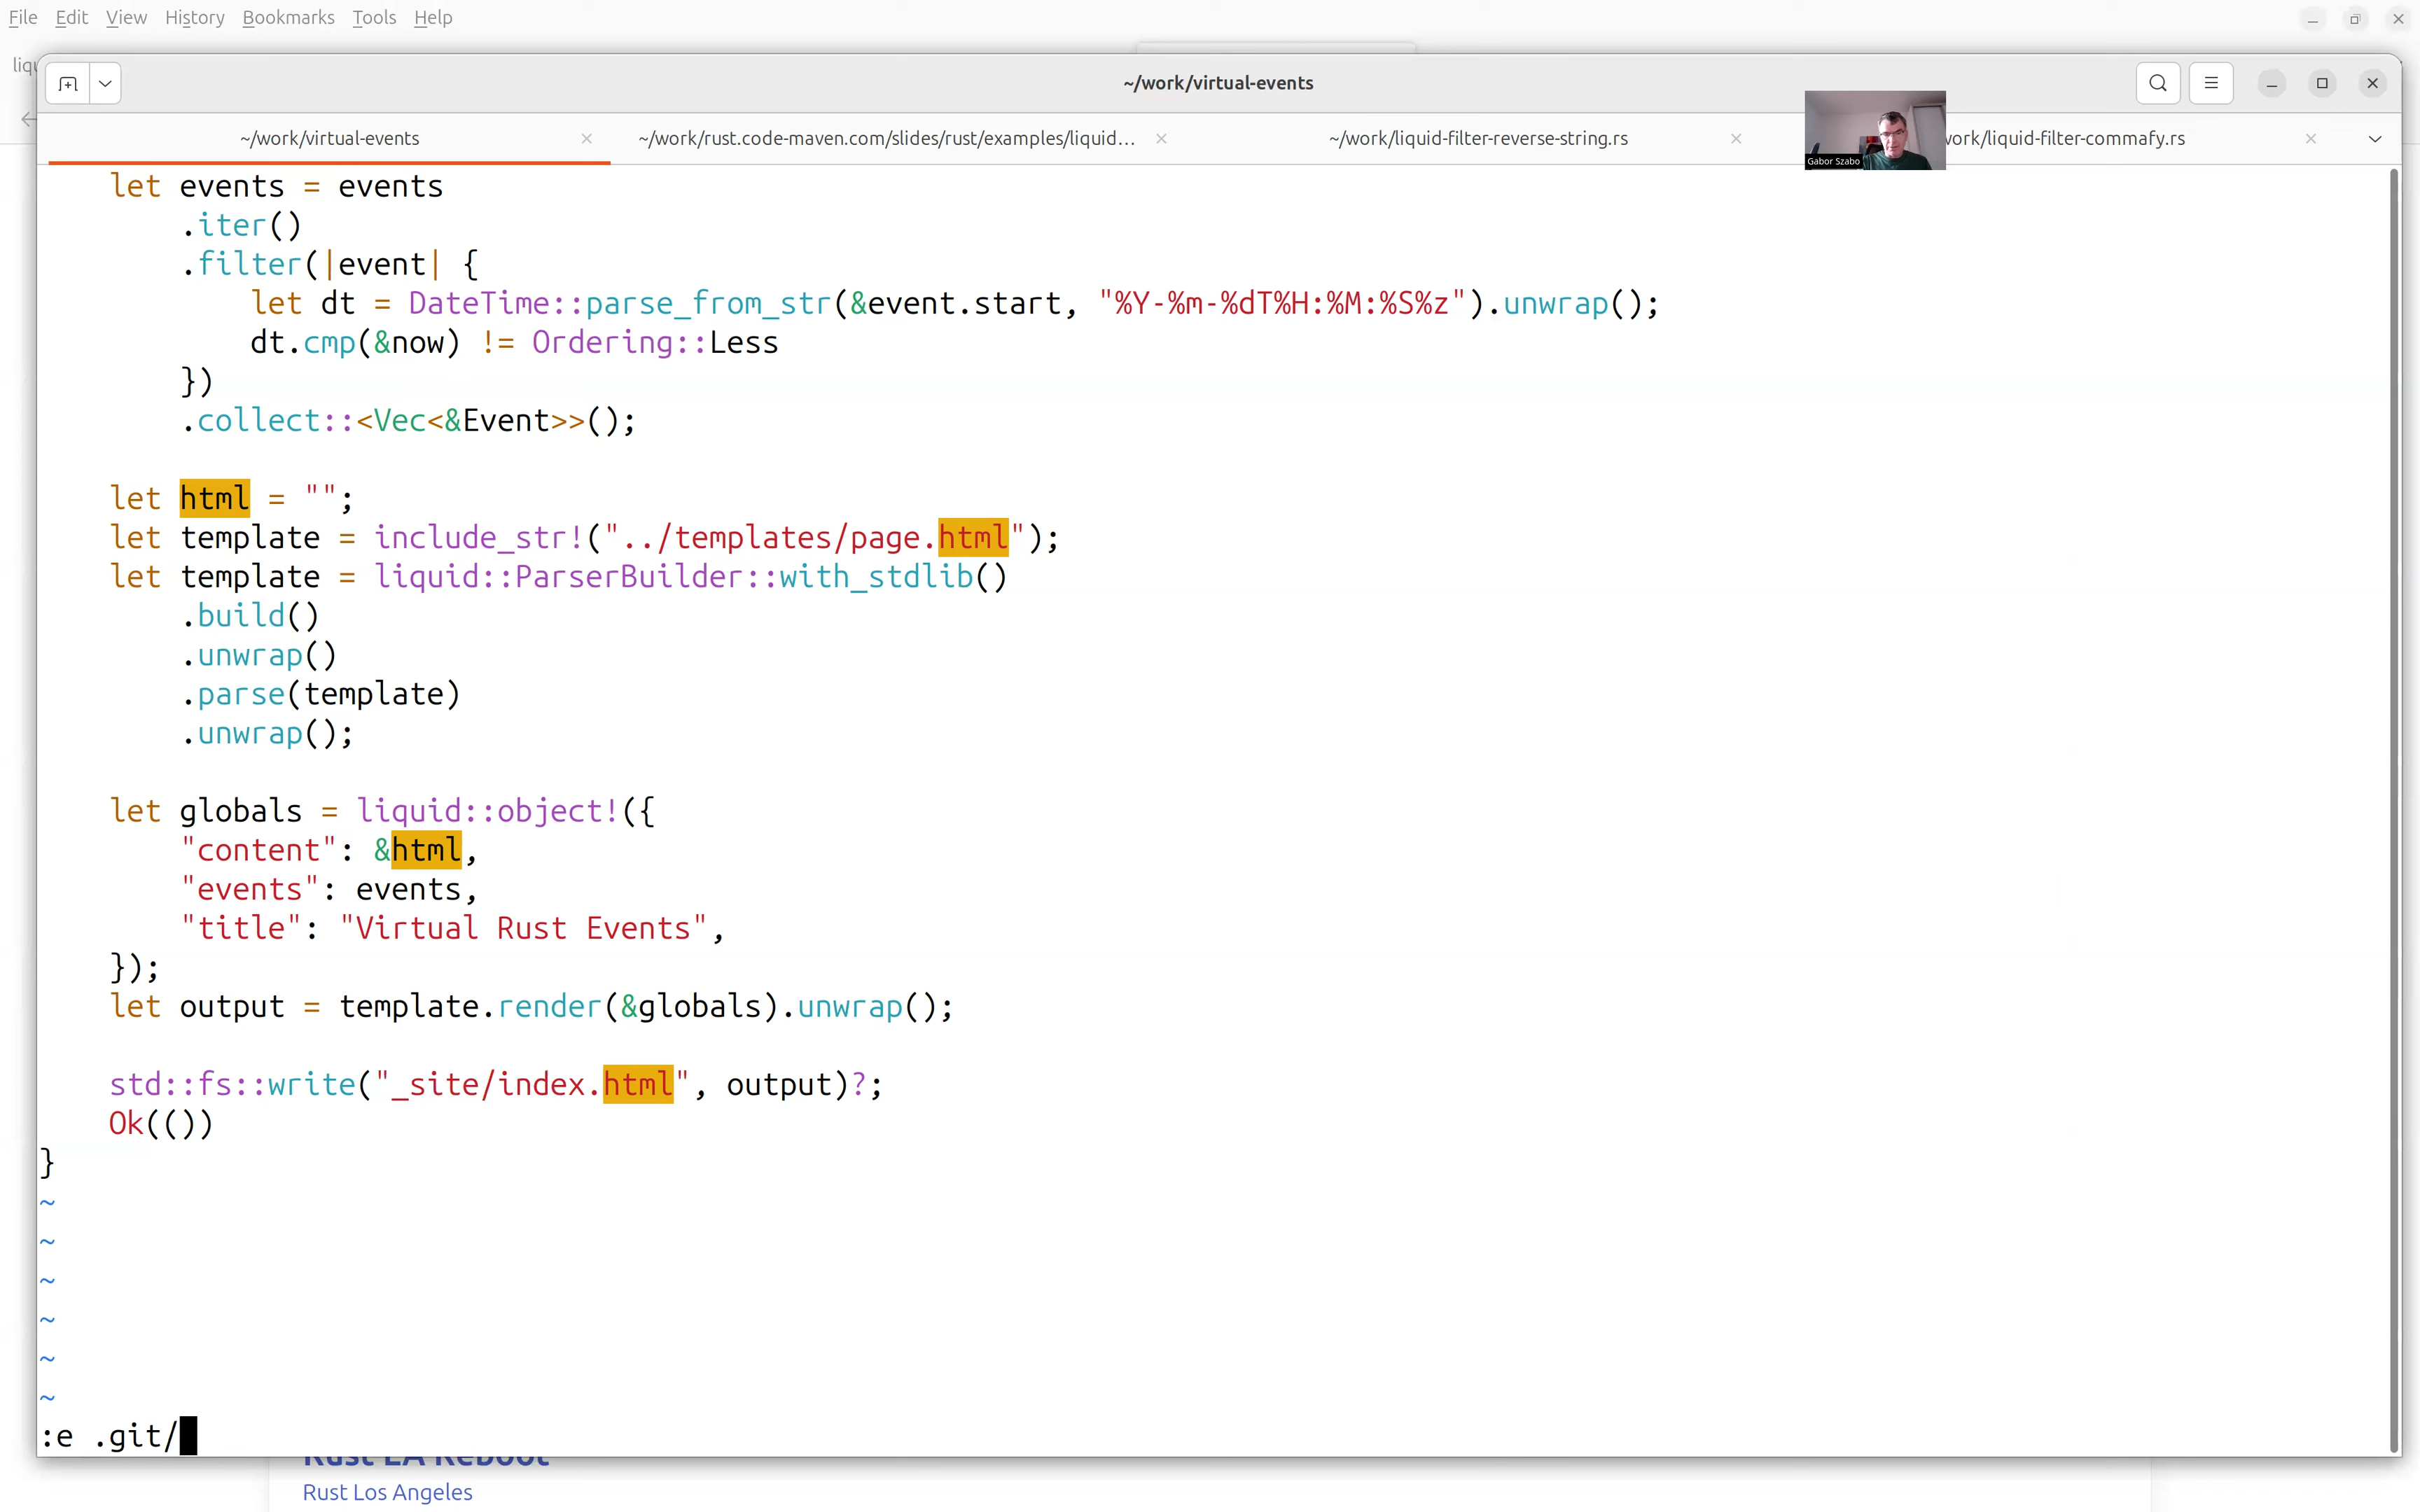 File Edit View History Bookmarks Tools Help
~/work/virtual-events
~/work/virtual-events ~/work/rust.code-maven.com/slides/rust/examples/liquid... ~/work/liquid-filter-reverse-string.rs work/liquid-filter-commafy.rs
Gabor Szabo
let events = events
.iter()
.filter(|event| {
let dt = DateTime::parse_from_str(&event.start, "%Y-%m-%dT%H:%M:%S%z").unwrap();
dt.cmp(&now) != Ordering::Less
})
.collect::<Vec<&Event>>();
let html = "";
let template = include_str!("../templates/page.html");
let template = liquid::ParserBuilder::with_stdlib()
.build()
.unwrap()
.parse(template)
.unwrap();
let globals = liquid::object!({
"content": &html,
"events": events,
"title": "Virtual Rust Events",
});
let output = template.render(&globals).unwrap();
std::fs::write("_site/index.html", output)?;
Ok(())
}
~
~
~
~
~
~
:e .git/
Rust LA Reboot
Rust Los Angeles